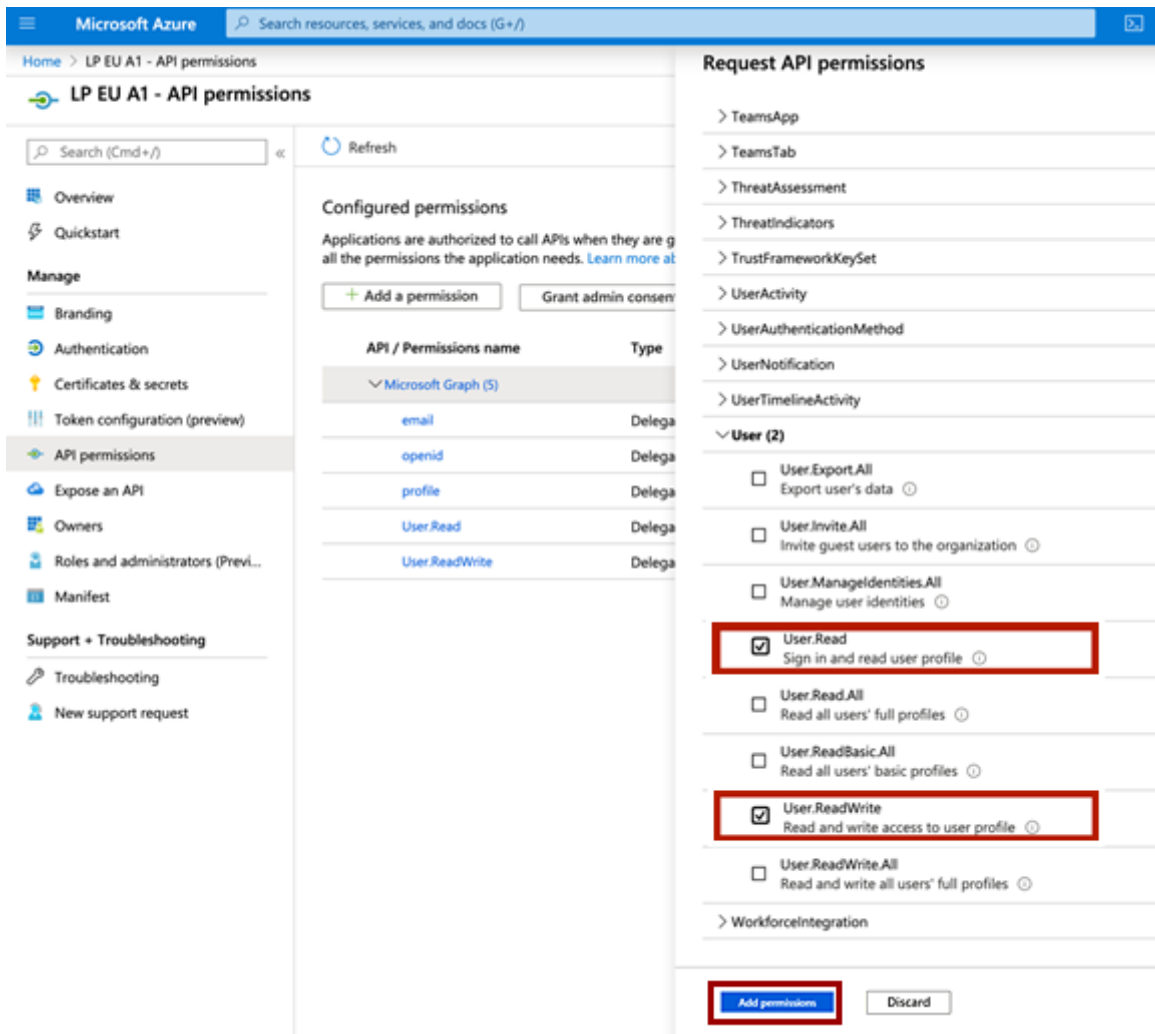 Microsoft Azure
Search resources, services, and docs (G+/)
Home > LP EU A1 - API permissions
LP EU A1 - API permissions
Search (Cmd+/)
«
Overview
Quickstart
Manage
Branding
Authentication
Certificates & secrets
Token configuration (preview)
API permissions
Expose an API
Owners
Roles and administrators (Previ...
Manifest
Support + Troubleshooting
Troubleshooting
New support request
Refresh
Configured permissions
Applications are authorized to call APIs when they are g
all the permissions the application needs. Learn more ab
+ Add a permission
Grant admin consen
API / Permissions name Type
Microsoft Graph (5)
email Delega
openid Delega
profile Delega
User.Read Delega
User.ReadWrite Delega
Request API permissions
TeamsApp
TeamsTab
ThreatAssessment
ThreatIndicators
TrustFrameworkKeySet
UserActivity
UserAuthenticationMethod
UserNotification
UserTimelineActivity
User (2)
User.Export.All
Export user's data
User.Invite.All
Invite guest users to the organization
User.ManageIdentities.All
Manage user identities
User.Read
Sign in and read user profile
User.Read.All
Read all users' full profiles
User.ReadBasic.All
Read all users' basic profiles
User.ReadWrite
Read and write access to user profile
User.ReadWrite.All
Read and write all users' full profiles
WorkforceIntegration
Add permissions
Discard